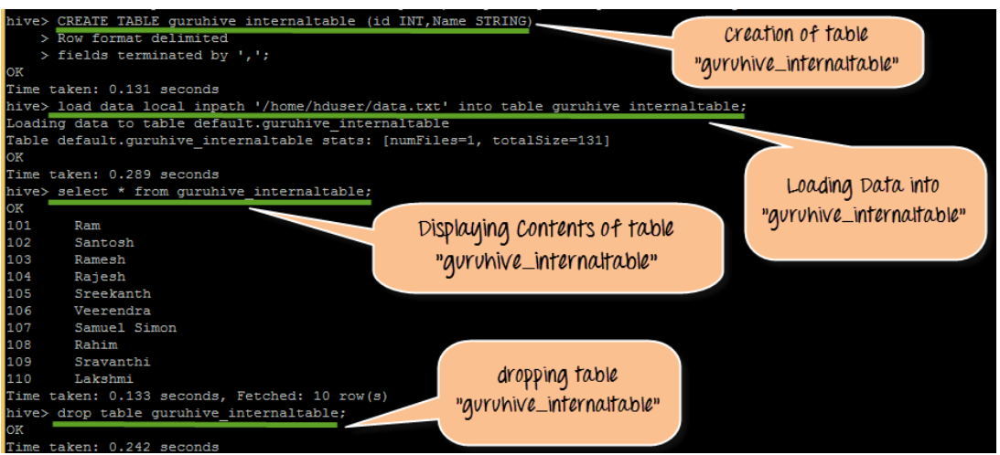 hive> CREATE TABLE guruhive_internaltable (id INT,Name STRING)
> Row format delimited
> fields terminated by ',';
OK
Time taken: 0.131 seconds
hive> load data local inpath '/home/hduser/data.txt' into table guruhive_internaltable;
Loading data to table default.guruhive_internaltable
Table default.guruhive_internaltable stats: [numFiles=1, totalSize=131]
OK
Time taken: 0.289 seconds
hive> select * from guruhive_internaltable;
OK
101 Ram
102 Santosh
103 Ramesh
104 Rajesh
105 Sreekanth
106 Veerendra
107 Samuel Simon
108 Rahim
109 Sravanthi
110 Lakshmi
Time taken: 0.133 seconds, Fetched: 10 row(s)
hive> drop table guruhive_internaltable;
OK
Time taken: 0.242 seconds
Creation of table
"guruhive_internaltable"
Loading Data into
"guruhive_internaltable"
Displaying Contents of table
"guruhive_internaltable"
dropping table
"guruhive_internaltable"